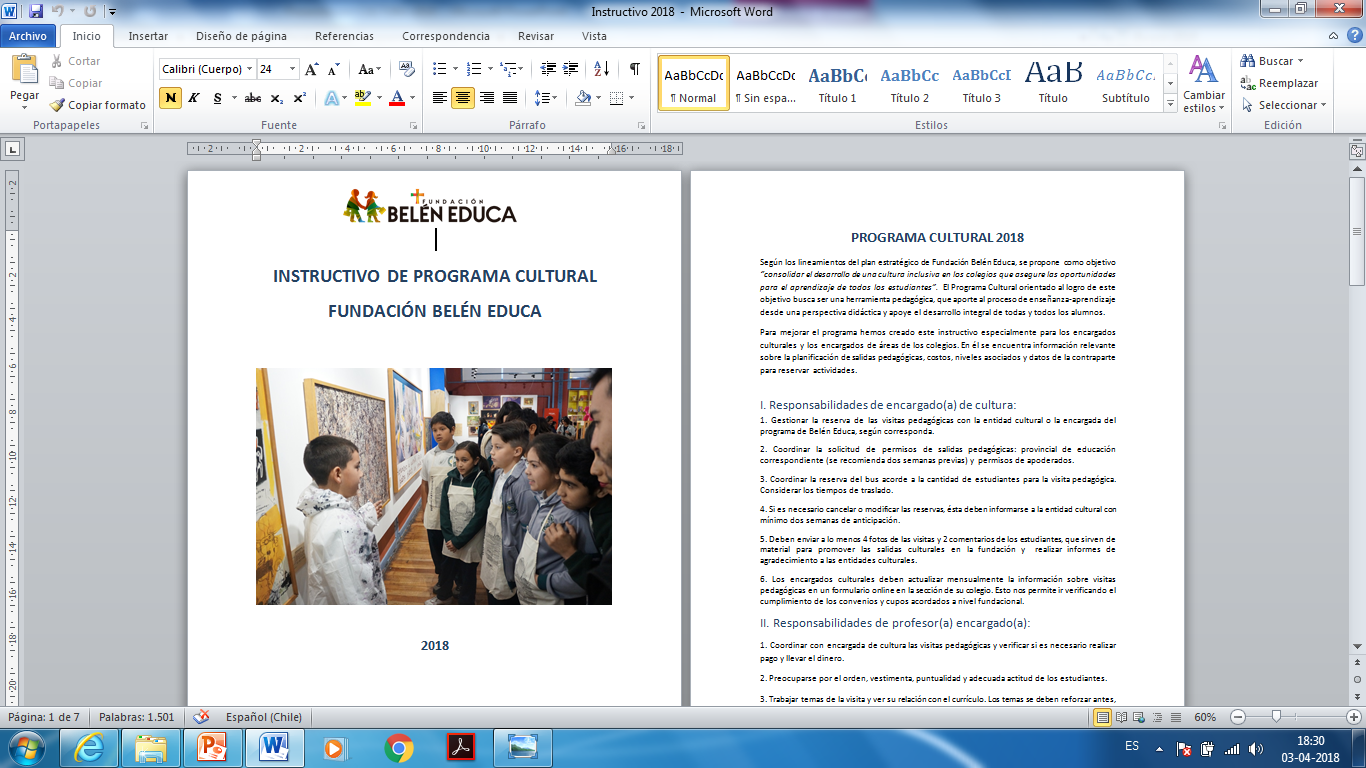 Instructivo 2018 - Microsoft Word
Archivo Inicio Insertar Diseño de página Referencias Correspondencia Revisar Vista
Pegar
Cortar
Copiar
Copiar formato
Portapapeles
Calibri (Cuerpo) 24
N K S abc x₂ x² A ab A
Fuente
Párrafo
AaBbCcDc AaBbCcDc AaBbC AaBbCc AaBbCcI AaB AaBbCc.
¶ Normal ¶ Sin espa... Título 1 Título 2 Título 3 Título Subtítulo
Cambiar
estilos
Estilos
Buscar
Reemplazar
Seleccionar
Edición
2 2 4 6 8 10 12 14 16 18
FUNDACIÓN
BELÉN EDUCA
INSTRUCTIVO DE PROGRAMA CULTURAL
FUNDACIÓN BELÉN EDUCA
2018
PROGRAMA CULTURAL 2018
Según los lineamientos del plan estratégico de Fundación Belén Educa, se propone como objetivo
"consolidar el desarrollo de una cultura inclusiva en los colegios que asegure las oportunidades
para el aprendizaje de todos los estudiantes". El Programa Cultural orientado al logro de este
objetivo busca ser una herramienta pedagógica, que aporte al proceso de enseñanza-aprendizaje
desde una perspectiva didáctica y apoye el desarrollo integral de todas y todos los alumnos.
Para mejorar el programa hemos creado este instructivo especialmente para los encargados
culturales y los encargados de áreas de los colegios. En él se encuentra información relevante
sobre la planificación de salidas pedagógicas, costos, niveles asociados y datos de la contraparte
para reservar actividades.
I. Responsabilidades de encargado(a) de cultura:
1. Gestionar la reserva de las visitas pedagógicas con la entidad cultural o la encargada del
programa de Belén Educa, según corresponda.
2. Coordinar la solicitud de permisos de salidas pedagógicas: provincial de educación
correspondiente (se recomienda dos semanas previas) y permisos de apoderados.
3. Coordinar la reserva del bus acorde a la cantidad de estudiantes para la visita pedagógica.
Considerar los tiempos de traslado.
4. Si es necesario cancelar o modificar las reservas, ésta deben informarse a la entidad cultural con
mínimo dos semanas de anticipación.
5. Deben enviar a lo menos 4 fotos de las visitas y 2 comentarios de los estudiantes, que sirven de
material para promover las salidas culturales en la fundación y realizar informes de
agradecimiento a las entidades culturales.
6. Los encargados culturales deben actualizar mensualmente la información sobre visitas
pedagógicas en un formulario online en la sección de su colegio. Esto nos permite ir verificando el
cumplimiento de los convenios y cupos acordados a nivel fundacional.
II. Responsabilidades de profesor(a) encargado(a):
1. Coordinar con encargada de cultura las visitas pedagógicas y verificar si es necesario realizar
pago y llevar el dinero.
2. Preocuparse por el orden, vestimenta, puntualidad y adecuada actitud de los estudiantes.
3. Trabajar temas de la visita y ver su relación con el currículo. Los temas se deben reforzar antes,
Página: 1 de 7 Palabras: 1.501 Español (Chile) 60%
ES 18:30
03-04-2018